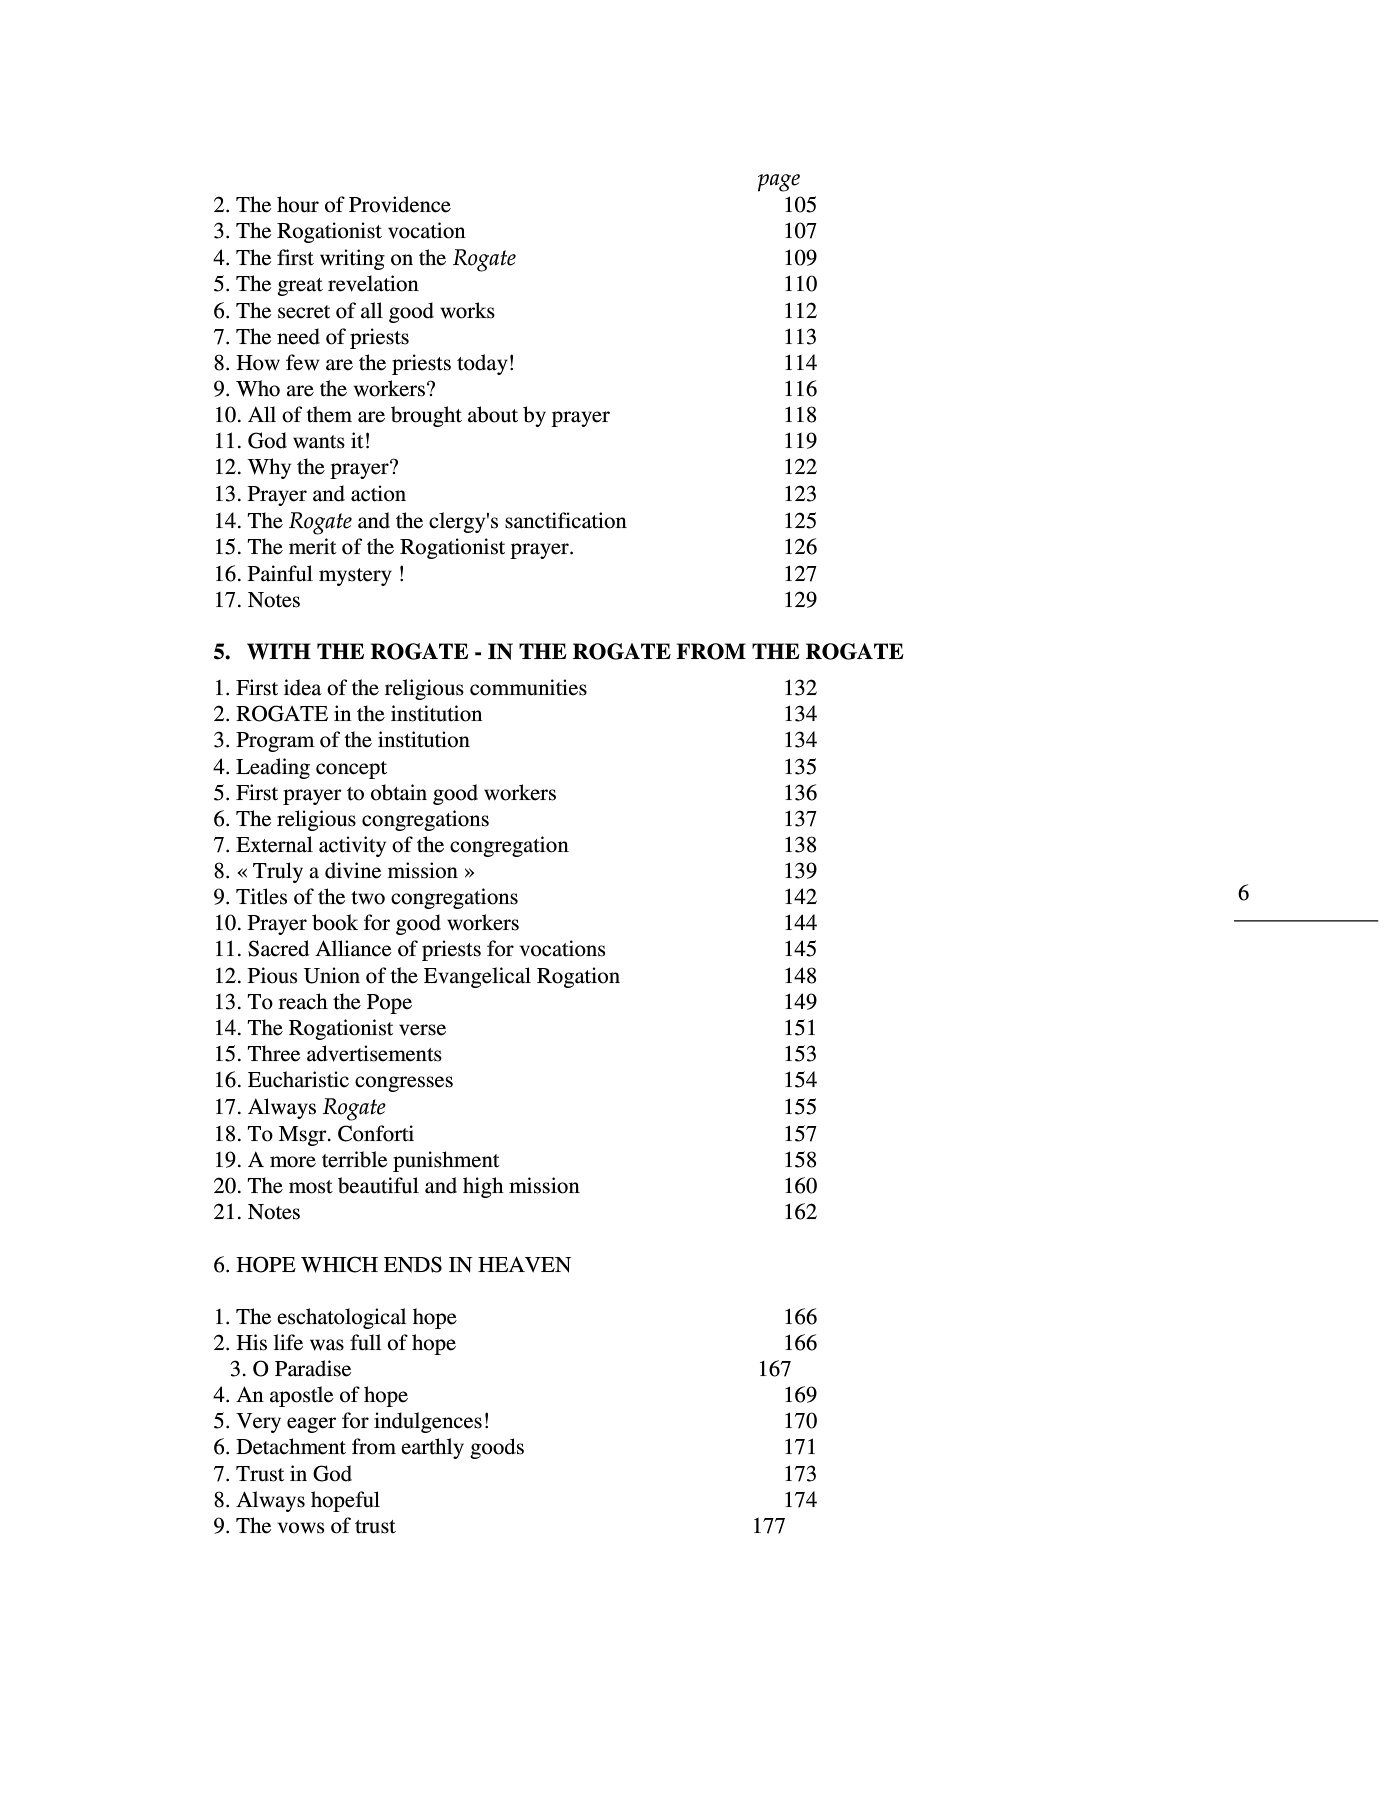 page
2. The hour of Providence 105
3. The Rogationist vocation 107
4. The first writing on the Rogate 109
5. The great revelation 110
6. The secret of all good works 112
7. The need of priests 113
8. How few are the priests today! 114
9. Who are the workers? 116
10. All of them are brought about by prayer 118
11. God wants it! 119
12. Why the prayer? 122
13. Prayer and action 123
14. The Rogate and the clergy's sanctification 125
15. The merit of the Rogationist prayer. 126
16. Painful mystery ! 127
17. Notes 129
5. WITH THE ROGATE - IN THE ROGATE FROM THE ROGATE
1. First idea of the religious communities 132
2. ROGATE in the institution 134
3. Program of the institution 134
4. Leading concept 135
5. First prayer to obtain good workers 136
6. The religious congregations 137
7. External activity of the congregation 138
8. « Truly a divine mission » 139
9. Titles of the two congregations 142
10. Prayer book for good workers 144
11. Sacred Alliance of priests for vocations 145
12. Pious Union of the Evangelical Rogation 148
13. To reach the Pope 149
14. The Rogationist verse 151
15. Three advertisements 153
16. Eucharistic congresses 154
17. Always Rogate 155
18. To Msgr. Conforti 157
19. A more terrible punishment 158
20. The most beautiful and high mission 160
21. Notes 162
6. HOPE WHICH ENDS IN HEAVEN
1. The eschatological hope 166
2. His life was full of hope 166
3. O Paradise 167
4. An apostle of hope 169
5. Very eager for indulgences! 170
6. Detachment from earthly goods 171
7. Trust in God 173
8. Always hopeful 174
9. The vows of trust 177
6